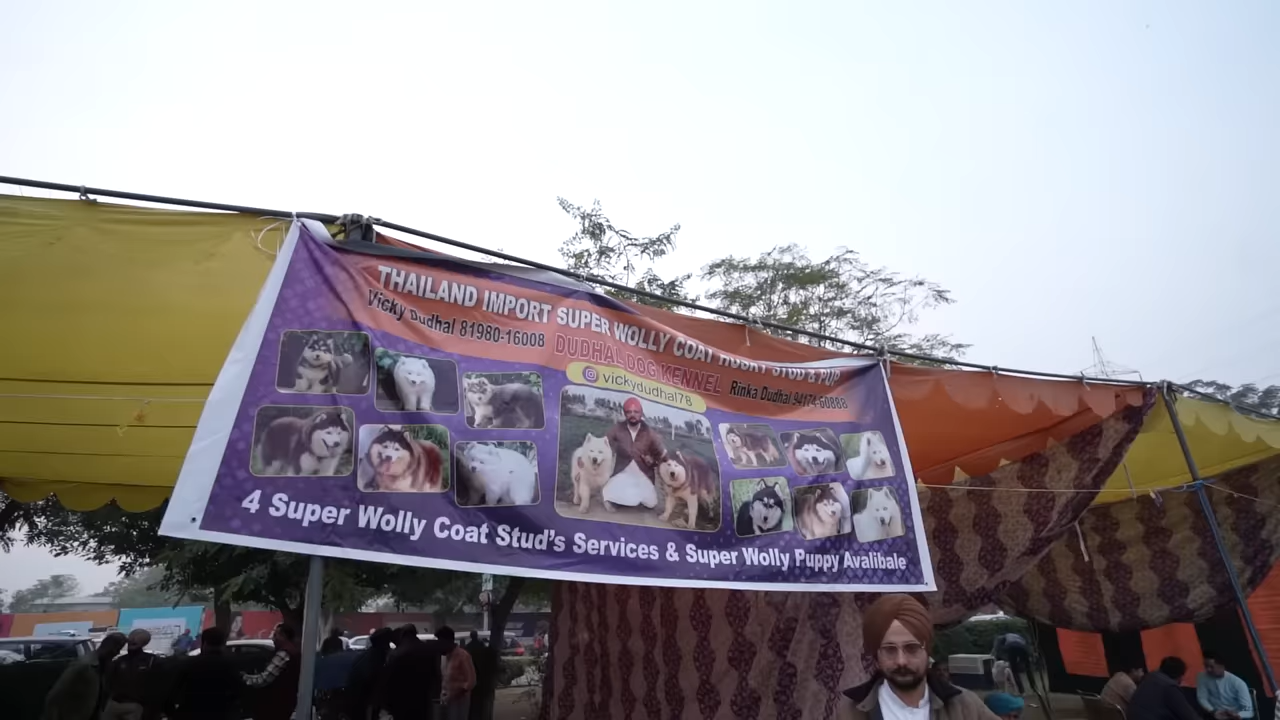 THAILAND IMPORT SUPER WOLLY COAT HUSKY STUD & PUP
Vicky Dudhal 81980-16008
DUDHAL DOG KENNEL
Rinka Dudhal 94174-60888
vickydudhal78
4 Super Wolly Coat Stud's Services & Super Wolly Puppy Avalibale